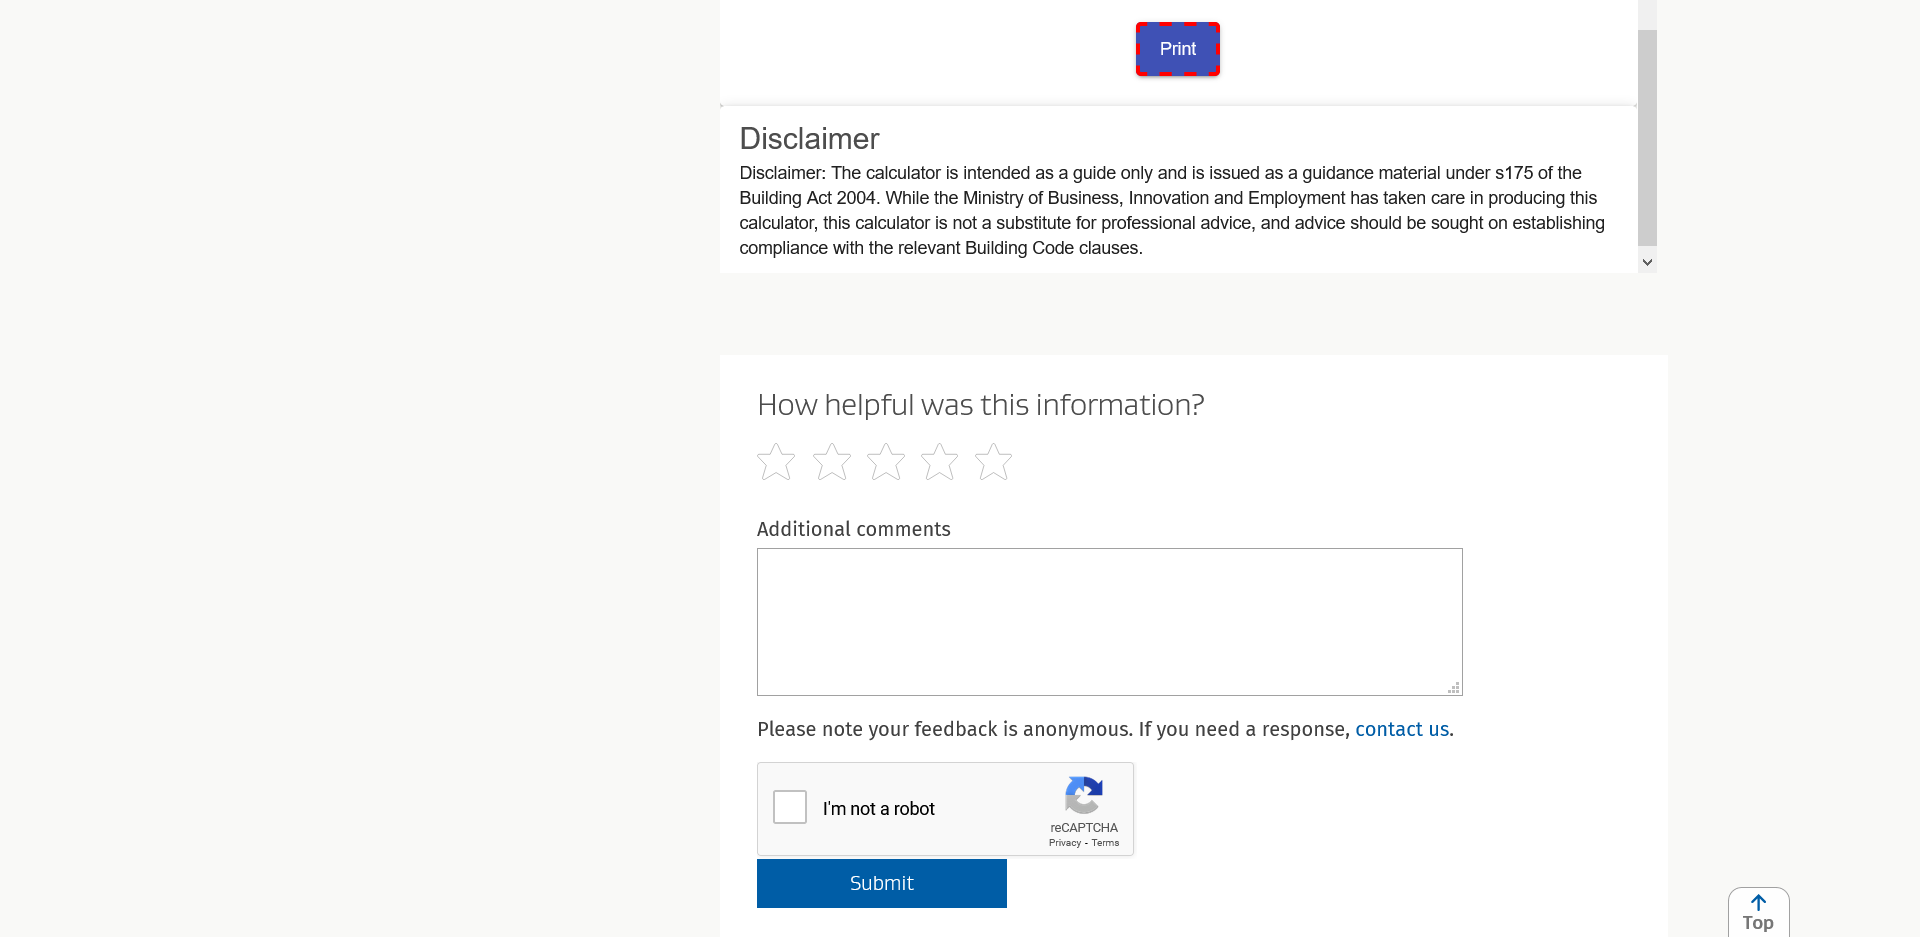 Print
Disclaimer
Disclaimer: The calculator is intended as a guide only and is issued as a guidance material under s175 of the
Building Act 2004. While the Ministry of Business, Innovation and Employment has taken care in producing this
calculator, this calculator is not a substitute for professional advice, and advice should be sought on establishing
compliance with the relevant Building Code clauses.
How helpful was this information?
Additional comments
Please note your feedback is anonymous. If you need a response, contact us.
I'm not a robot
reCAPTCHA
Privacy - Terms
Submit
Top